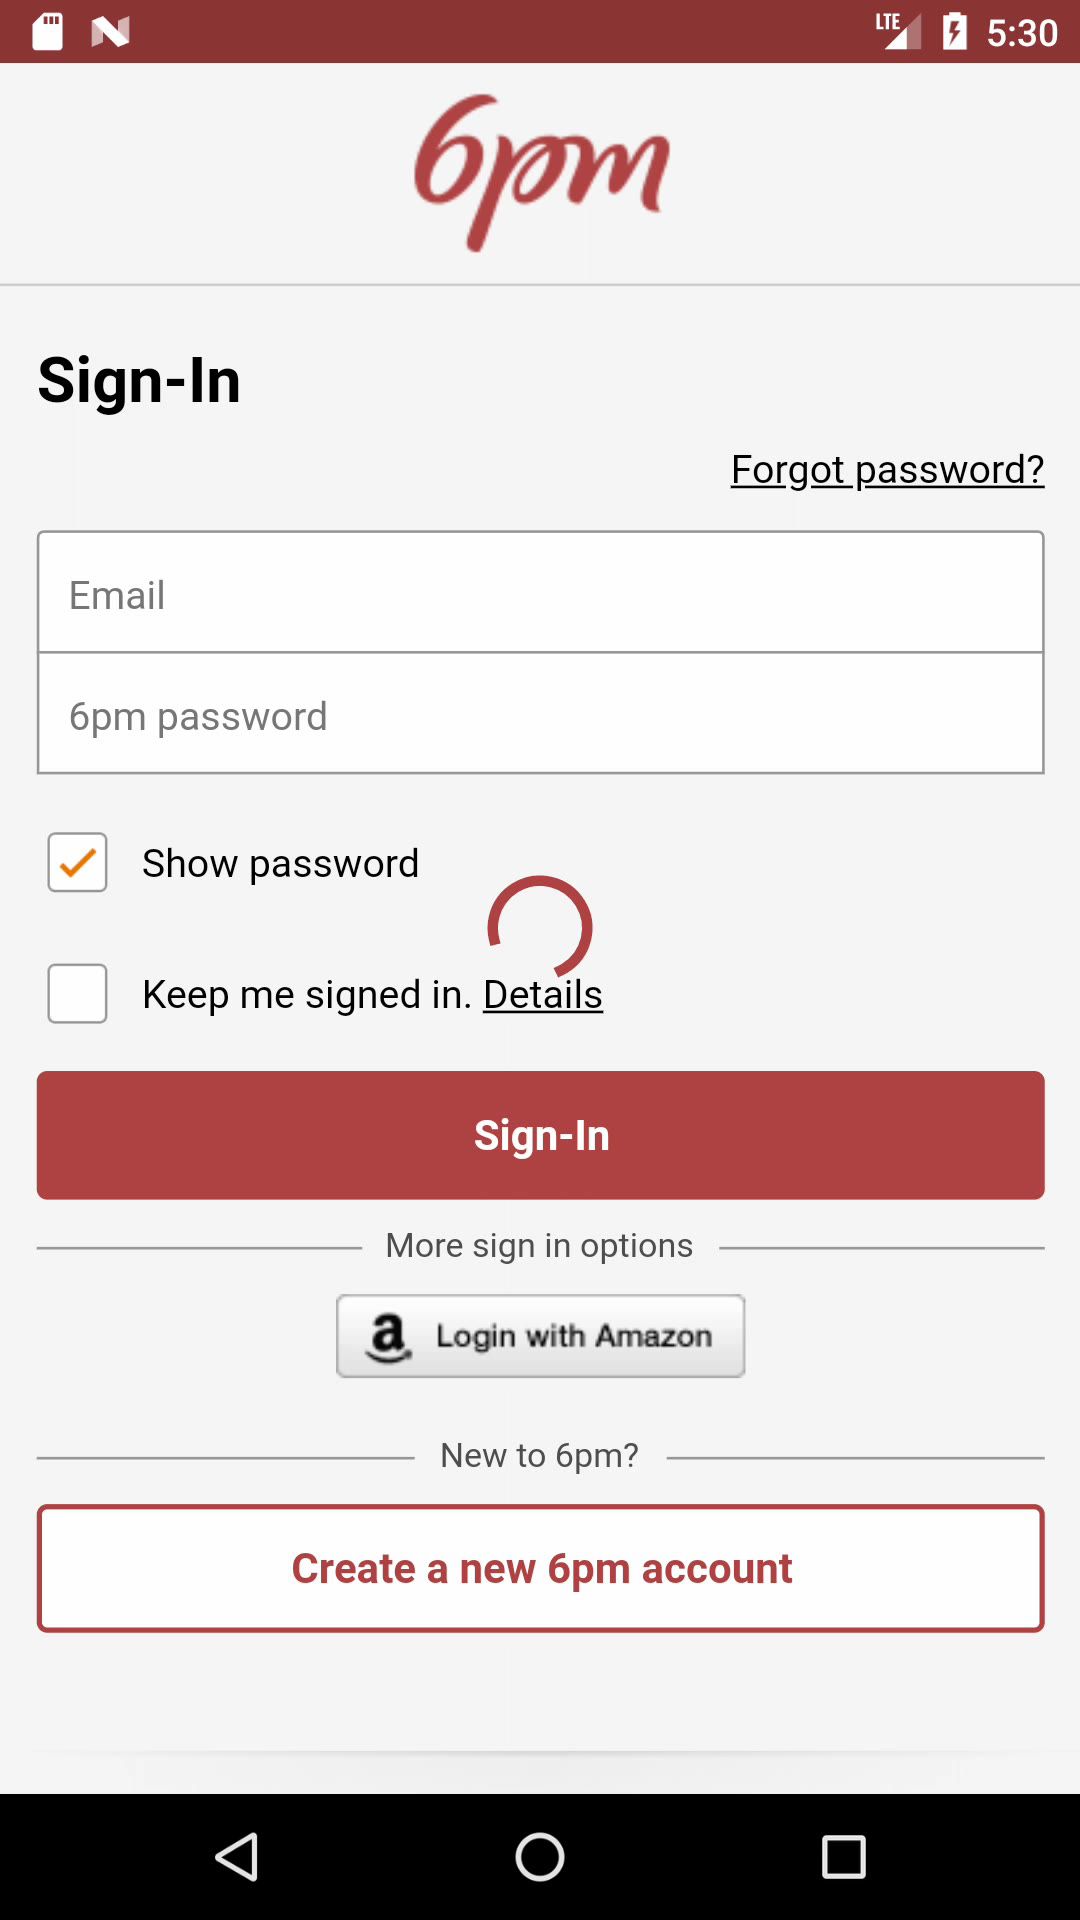 LTE 5:30
6pm
Sign-In
Forgot password?
Email
6pm password
Show password
Keep me signed in. Details
Sign-In
More sign in options
a Login with Amazon
New to 6pm?
Create a new 6pm account